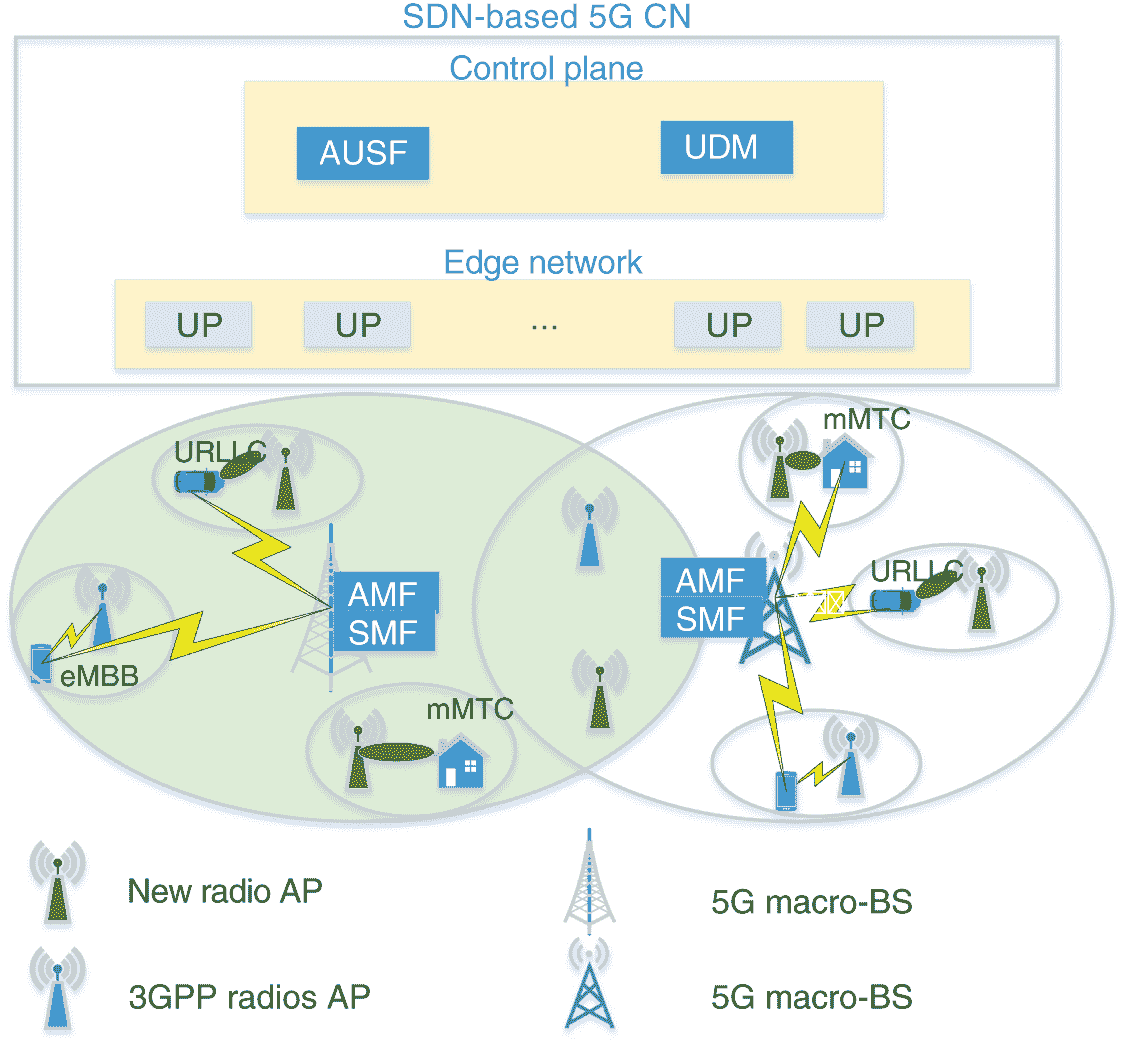 SDN-based 5G CN
Control plane
AUSF
UDM
Edge network
UP
UP
...
UP
UP
mMTC
URLLC
URLLC
AMF
SMF
AMF
SMF
eMBB
mMTC
New radio AP
5G macro-BS
3GPP radios AP
5G macro-BS